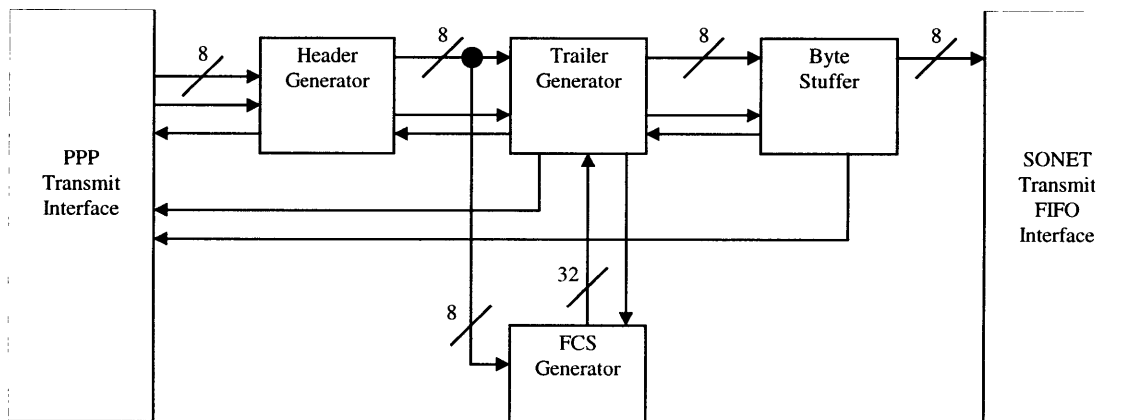 8
8
8
8
Header
Generator
Trailer
Generator
Byte
Stuffer
PPP
Transmit
Interface
SONET
Transmit
FIFO
Interface
32
8
FCS
Generator